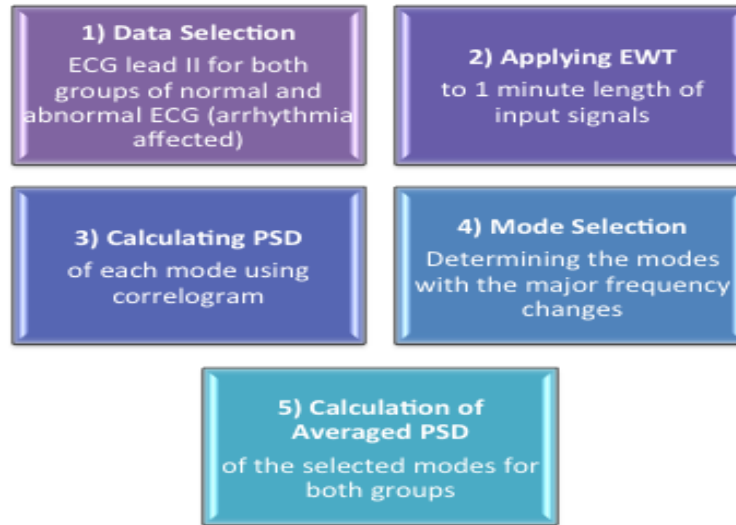 1) Data Selection
ECG lead II for both
groups of normal and
abnormal ECG (arrhythmia
affected)
2) Applying EWT
to 1 minute length of
input signals
3) Calculating PSD
of each mode using
correlogram
4) Mode Selection
Determining the modes
with the major frequency
changes
5) Calculation of
Averaged PSD
of the selected modes for
both groups